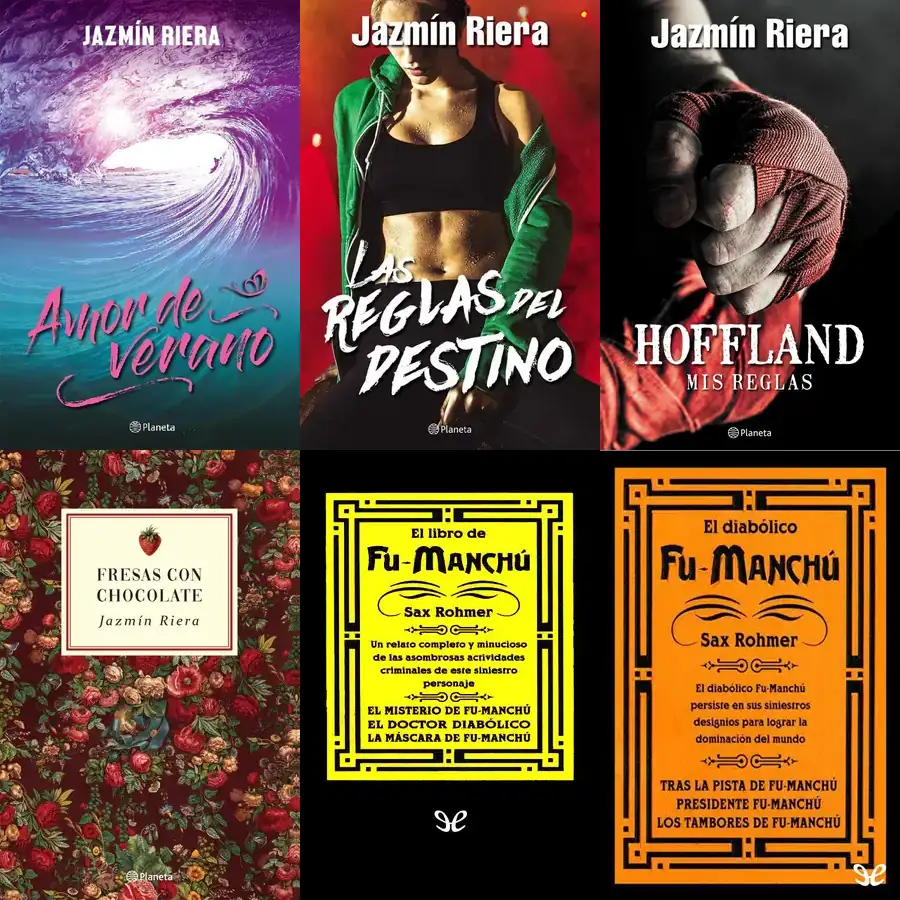 JAZMÍN RIERA
Amor de
verano
Planeta
Jazmín Riera
LAS
REGLAS DEL
DESTINO
Planeta
Jazmín Riera
HOFFLAND
MIS REGLAS
Planeta
FRESAS CON
CHOCOLATE
Jazmín Riera
Planeta
El libro de
FU-MANCHÚ
Sax Rohmer
Un relato completo y minucioso
de las asombrosas actividades
criminales de este siniestro
personaje
EL MISTERIO DE FU-MANCHÚ
EL DOCTOR DIABÓLICO
LA MÁSCARA DE FU-MANCHÚ
El diabólico
FU-MANCHÚ
Sax Rohmer
El diabólico Fu-Manchú
persiste en sus siniestros
designios para lograr la
dominación del mundo
TRAS LA PISTA DE FU-MANCHÚ
PRESIDENTE FU-MANCHÚ
LOS TAMBORES DE FU-MANCHÚ